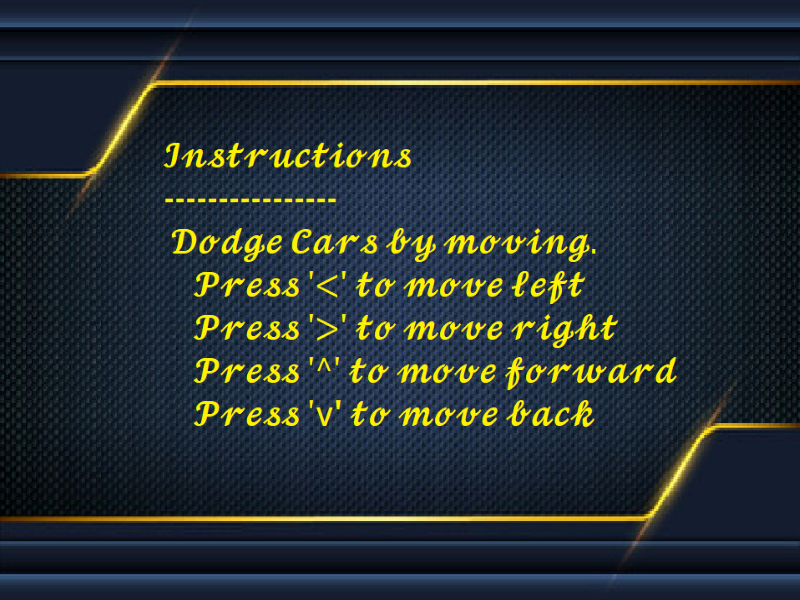 Instructions
----------------
Dodge Cars by moving.
Press '<' to move left
Press '>' to move right
Press '^' to move forward
Press 'v' to move back